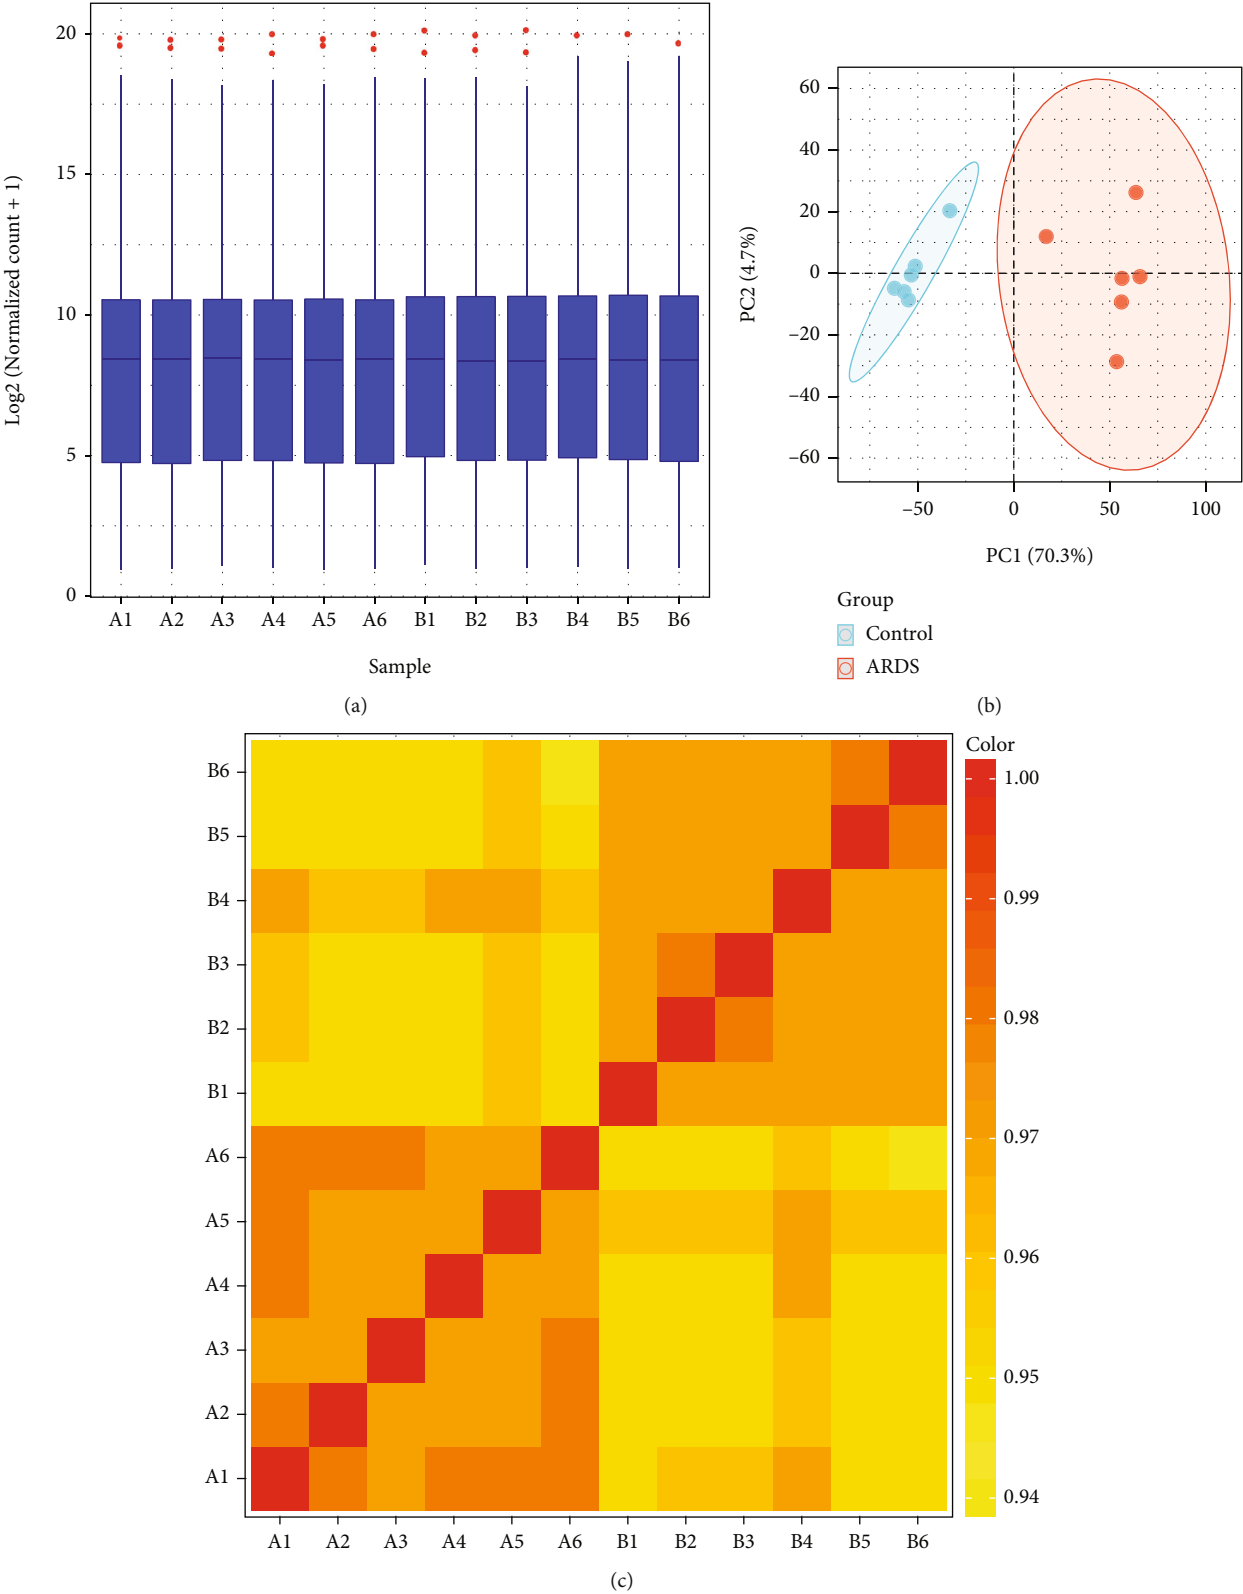 20
15
10
5
0
Log2 (Normalized count + 1)
A1 A2 A3 A4 A5 A6 B1 B2 B3 B4 B5 B6
Sample
(a)
60
40
20
0
−20
−40
−60
PC2 (4.7%)
−50 0 50 100
PC1 (70.3%)
Group
Control
ARDS
(b)
B6
B5
B4
B3
B2
B1
A6
A5
A4
A3
A2
A1
A1 A2 A3 A4 A5 A6 B1 B2 B3 B4 B5 B6
Color
1.00
0.99
0.98
0.97
0.96
0.95
0.94
(c)